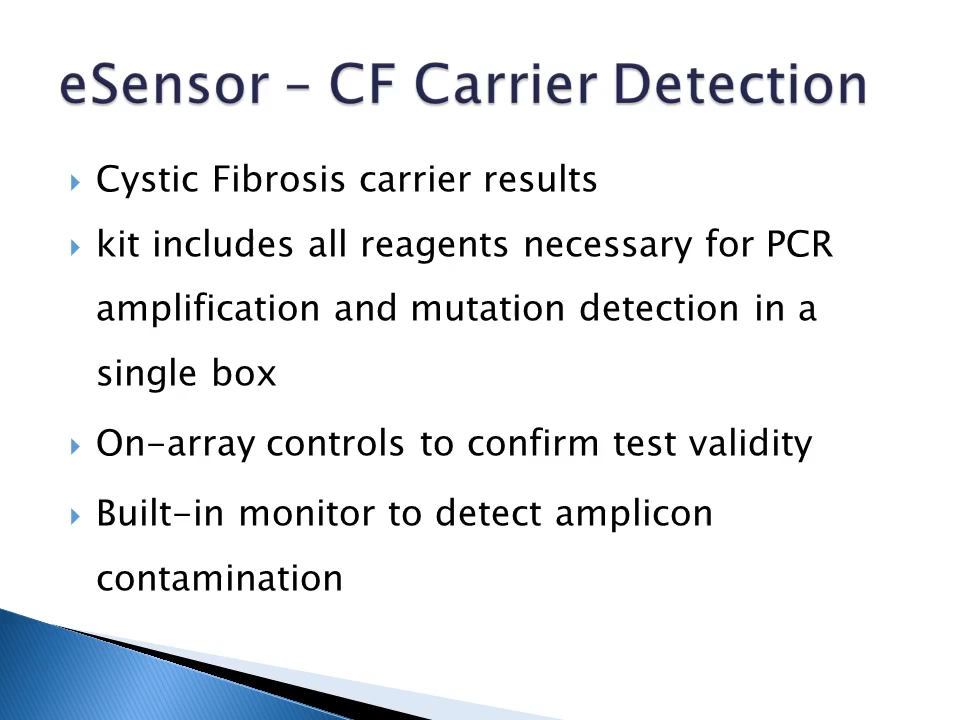 eSensor – CF Carrier Detection
Cystic Fibrosis carrier results
kit includes all reagents necessary for PCR
amplification and mutation detection in a
single box
On-array controls to confirm test validity
Built-in monitor to detect amplicon
contamination